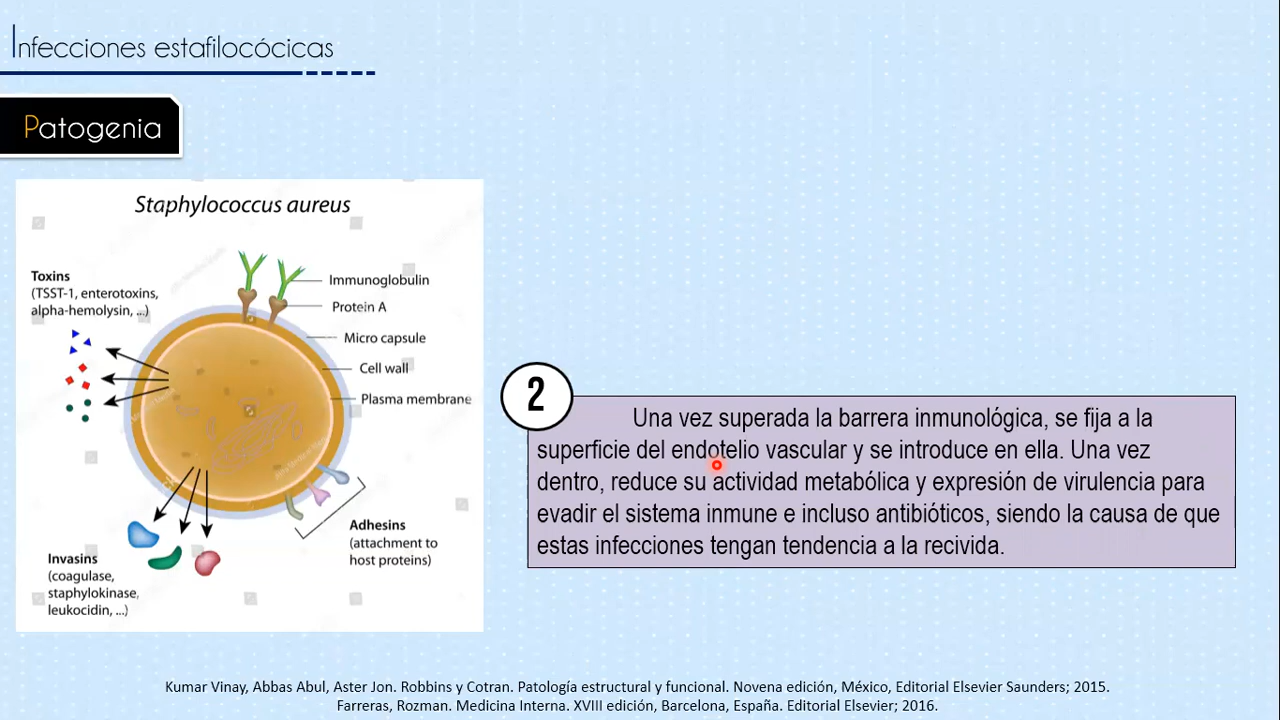 Infecciones estafilocócicas
Patogenia
Staphylococcus aureus
Toxins
(TSST-1, enterotoxins,
alpha-hemolysin, ...)
Immunoglobulin
Protein A
Micro capsule
Cell wall
Plasma membrane
Adhesins
(attachment to
host proteins)
Invasins
(coagulase,
staphylokinase,
leukocidin, ...)
2
Una vez superada la barrera inmunológica, se fija a la
superficie del endotelio vascular y se introduce en ella. Una vez
dentro, reduce su actividad metabólica y expresión de virulencia para
evadir el sistema inmune e incluso antibióticos, siendo la causa de que
estas infecciones tengan tendencia a la recivida.
Kumar Vinay, Abbas Abul, Aster Jon. Robbins y Cotran. Patología estructural y funcional. Novena edición, México, Editorial Elsevier Saunders; 2015.
Farreras, Rozman. Medicina Interna. XVIII edición, Barcelona, España. Editorial Elsevier; 2016.